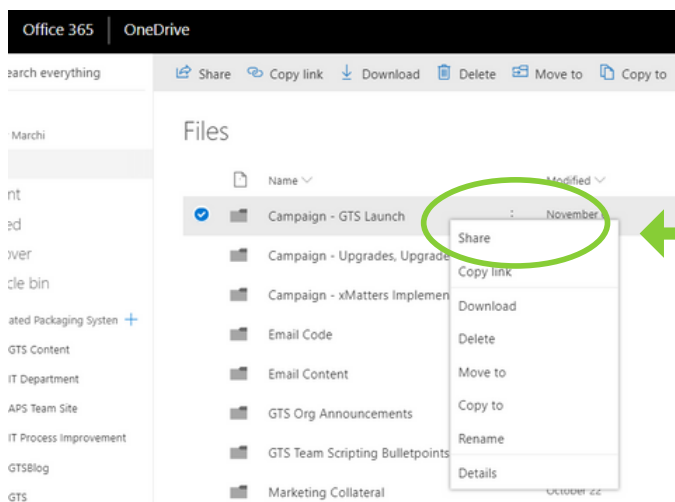 Office 365 OneDrive
earch everything
Share Copy link Download Delete Move to Copy to
Marchi
Files
Name Modified
nt
ed
over
cle bin
Campaign - GTS Launch November 6
Campaign - Upgrades, Upgrade
Campaign - xMatters Implemen
Email Code
Email Content
GTS Org Announcements
GTS Team Scripting Bulletpoints
Marketing Collateral October 22
Share
Copy link
Download
Delete
Move to
Copy to
Rename
Details
ated Packaging System
GTS Content
IT Department
APS Team Site
IT Process Improvement
GTSBlog
GTS